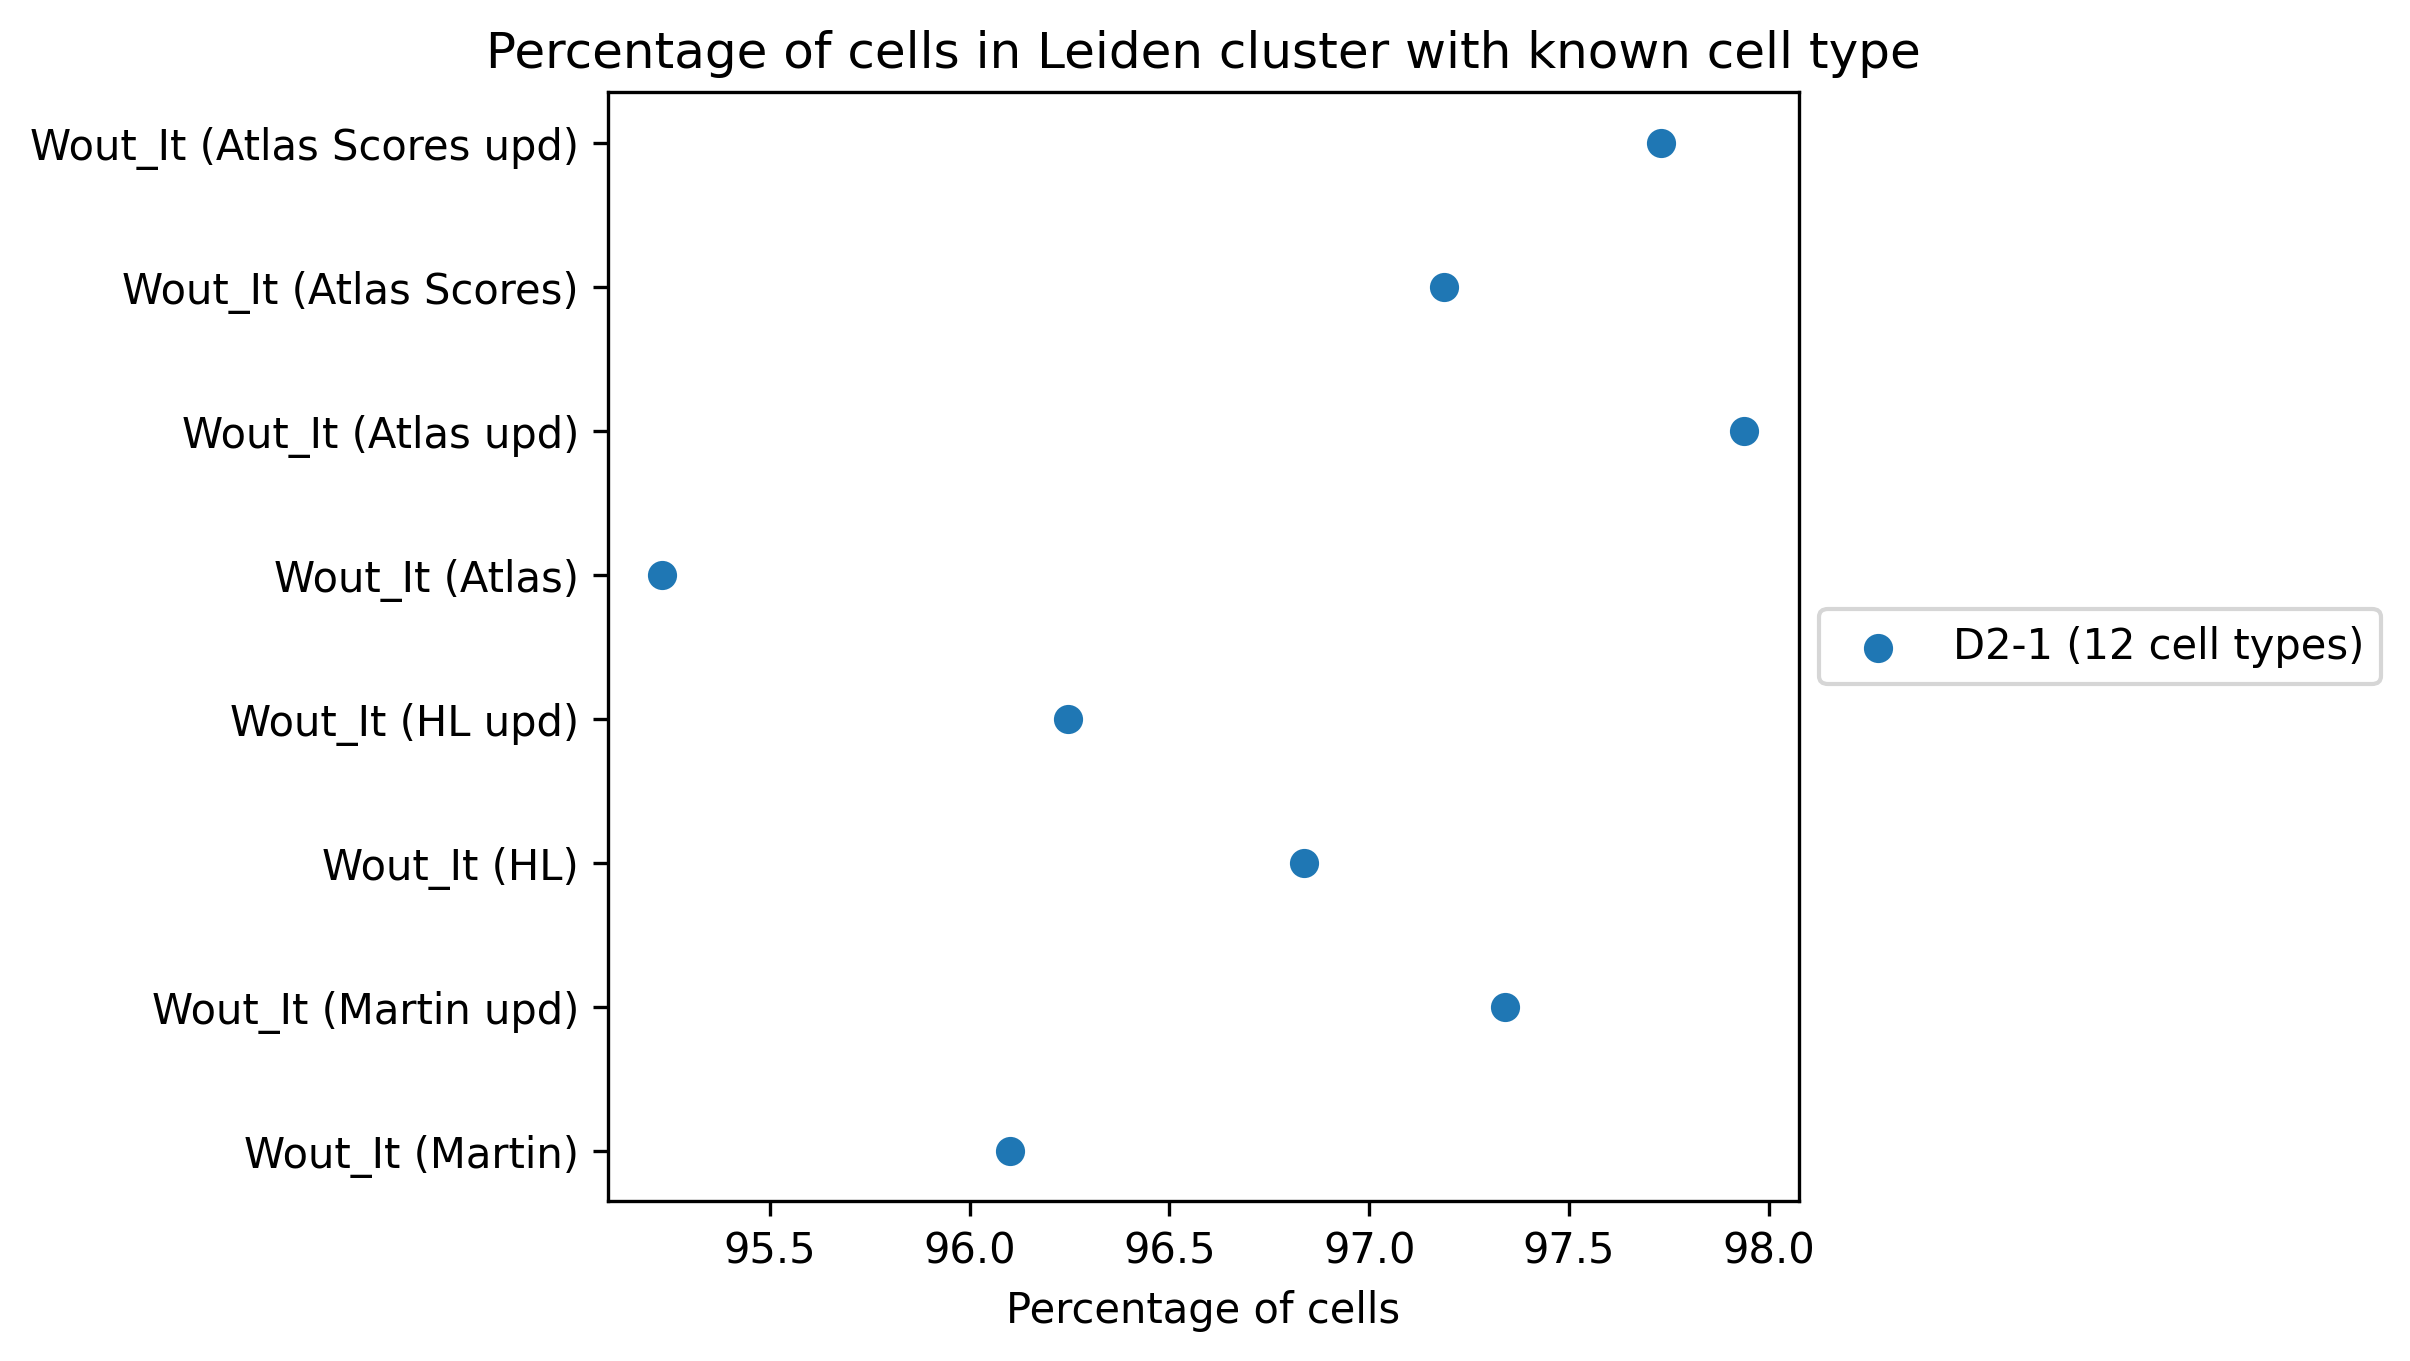 Percentage of cells in Leiden cluster with known cell type
Wout_It (Atlas Scores upd)
Wout_It (Atlas Scores)
Wout_It (Atlas upd)
Wout_It (Atlas)
Wout_It (HL upd)
Wout_It (HL)
Wout_It (Martin upd)
Wout_It (Martin)
D2-1 (12 cell types)
95.5 96.0 96.5 97.0 97.5 98.0
Percentage of cells